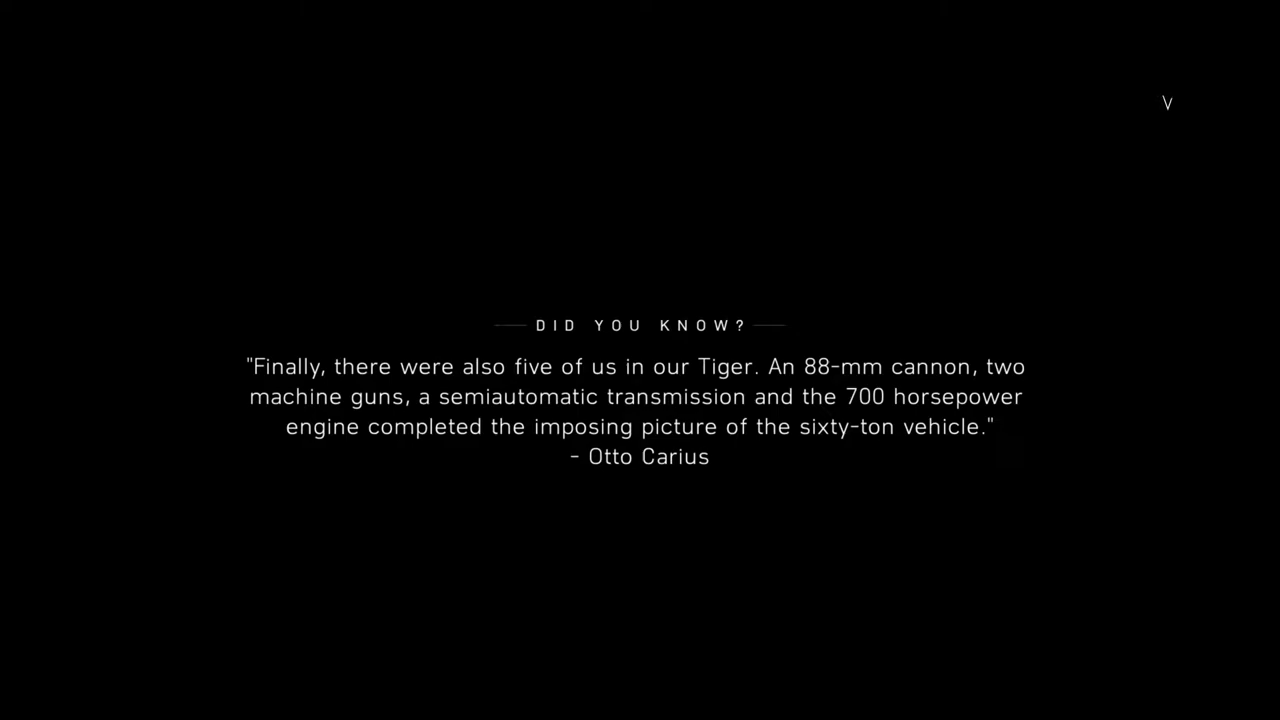 V
DID YOU KNOW?
"Finally, there were also five of us in our Tiger. An 88-mm cannon, two
machine guns, a semiautomatic transmission and the 700 horsepower
engine completed the imposing picture of the sixty-ton vehicle."
- Otto Carius